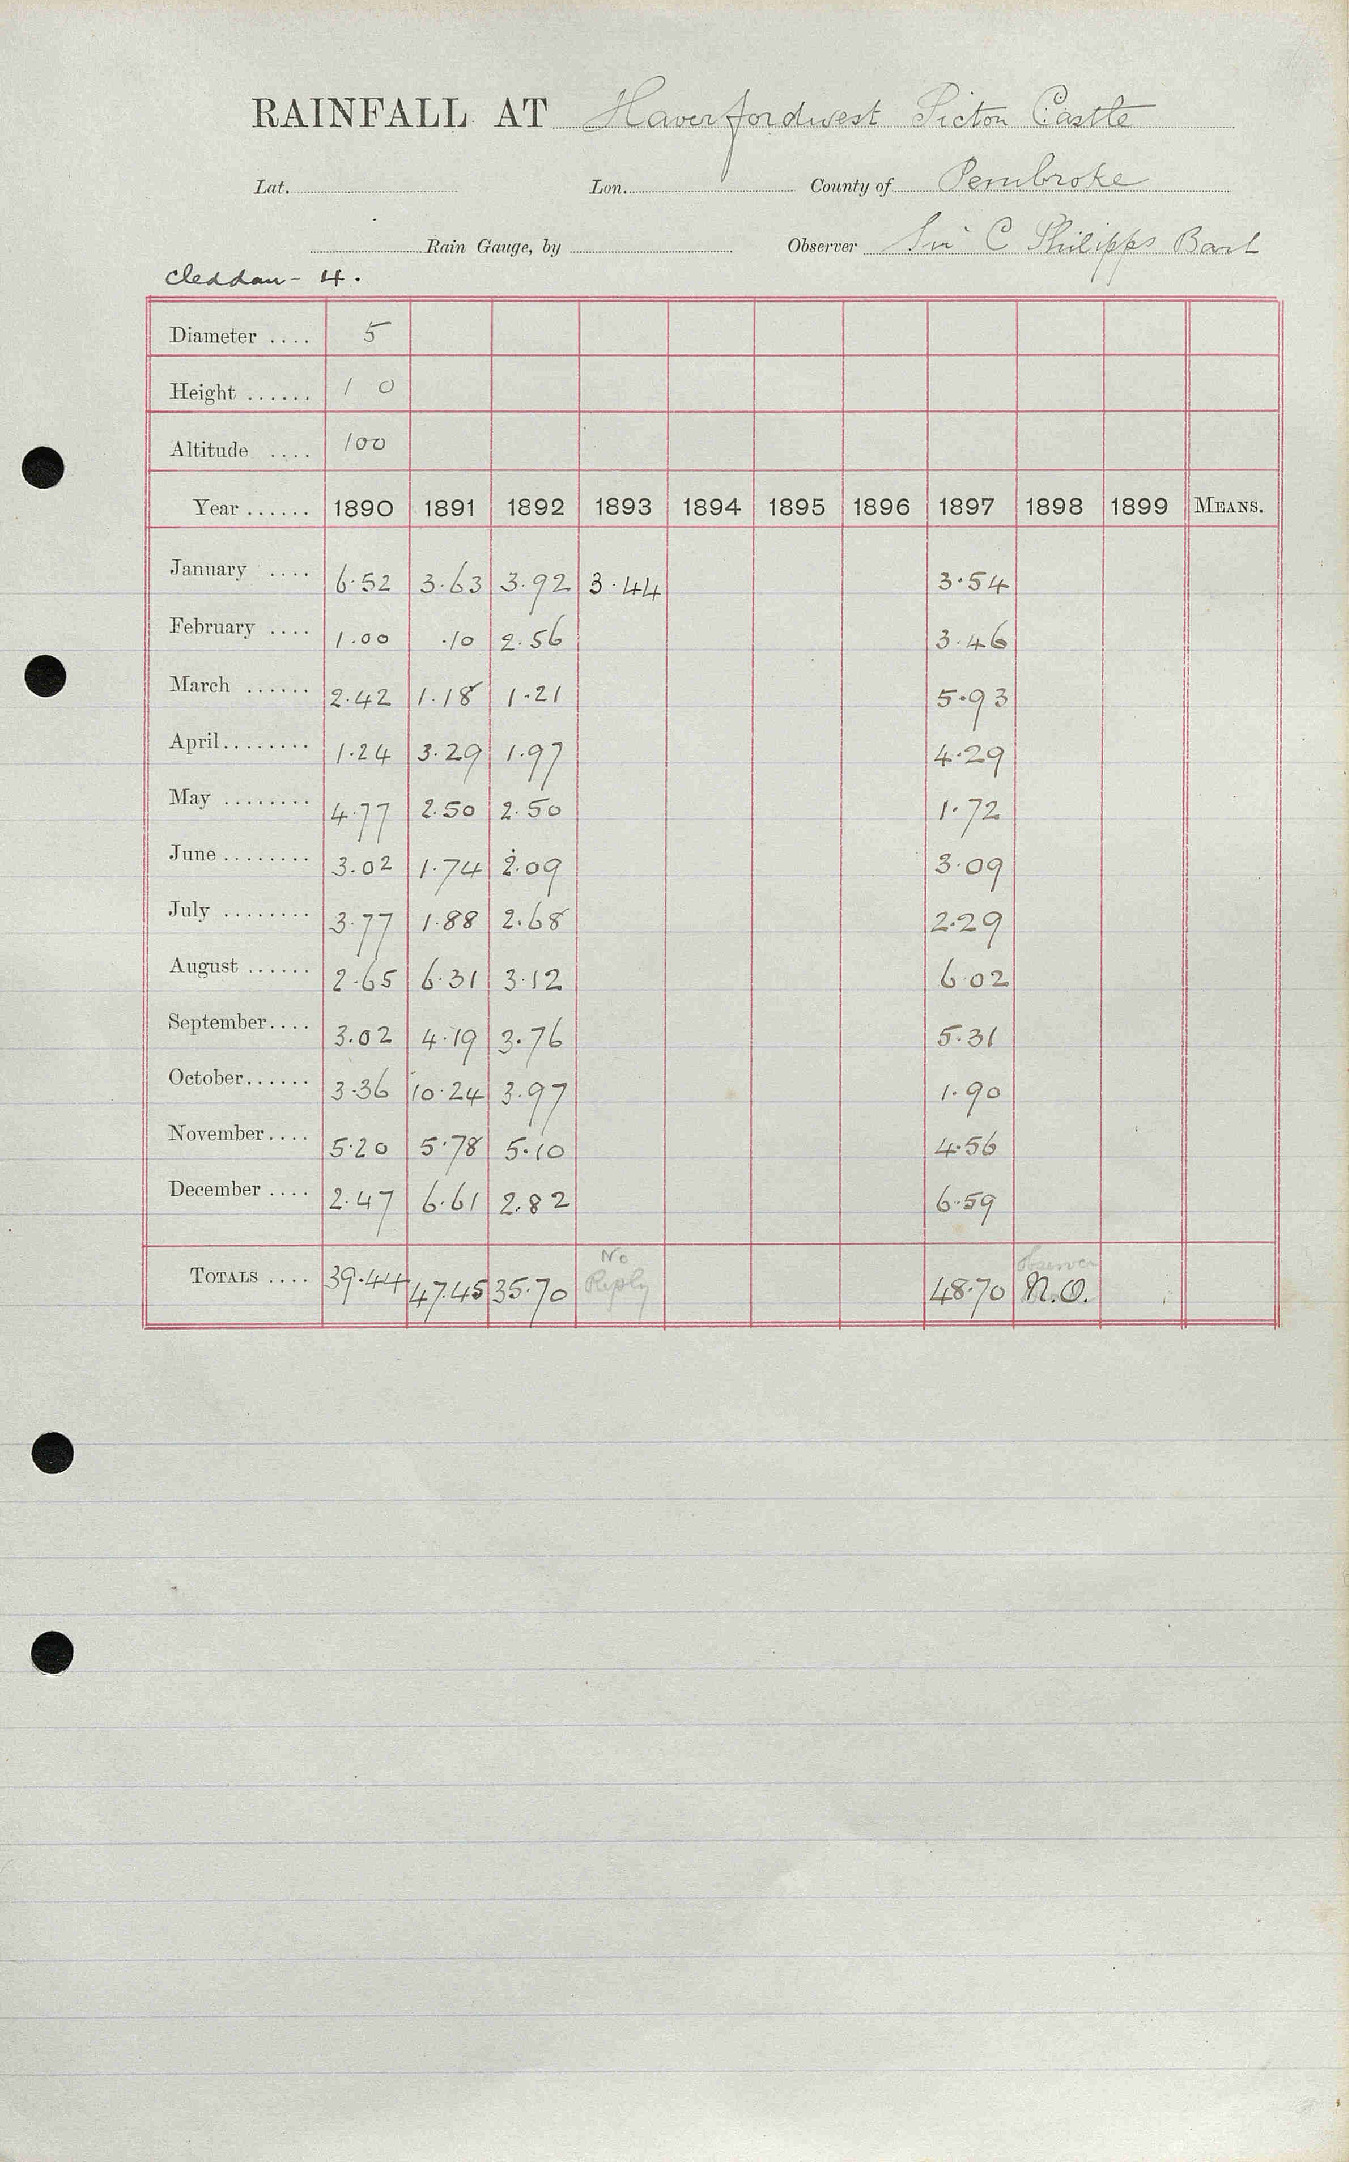 RAINFALL AT Haverfordwest Picton Castle
Lat. Lon. County of Pembroke
Rain Gauge, by Observer Sir C Philipps Bart
Cleddau - 4.
Diameter .... 5
Height ...... 1 0
Altitude .... 100
Year ...... 1890 1891 1892 1893 1894 1895 1896 1897 1898 1899 MEANS.
January .... 6.52 3.63 3.92 3.44 3.54
February .... 1.00 .10 2.56 3.46
March ...... 2.42 1.18 1.21 5.93
April........ 1.24 3.29 1.97 4.29
May ........ 4.77 2.50 2.50 1.72
June ........ 3.02 1.74 2.09 3.09
July ........ 3.77 1.88 2.68 2.29
August ...... 2.65 6.31 3.12 6.02
September.... 3.02 4.19 3.76 5.31
October...... 3.36 10.24 3.97 1.90
November.... 5.20 5.78 5.10 4.56
December .... 2.47 6.61 2.82 6.59
No Observer
TOTALS .... 39.44 47.45 35.70 Reply 48.70 N.O.